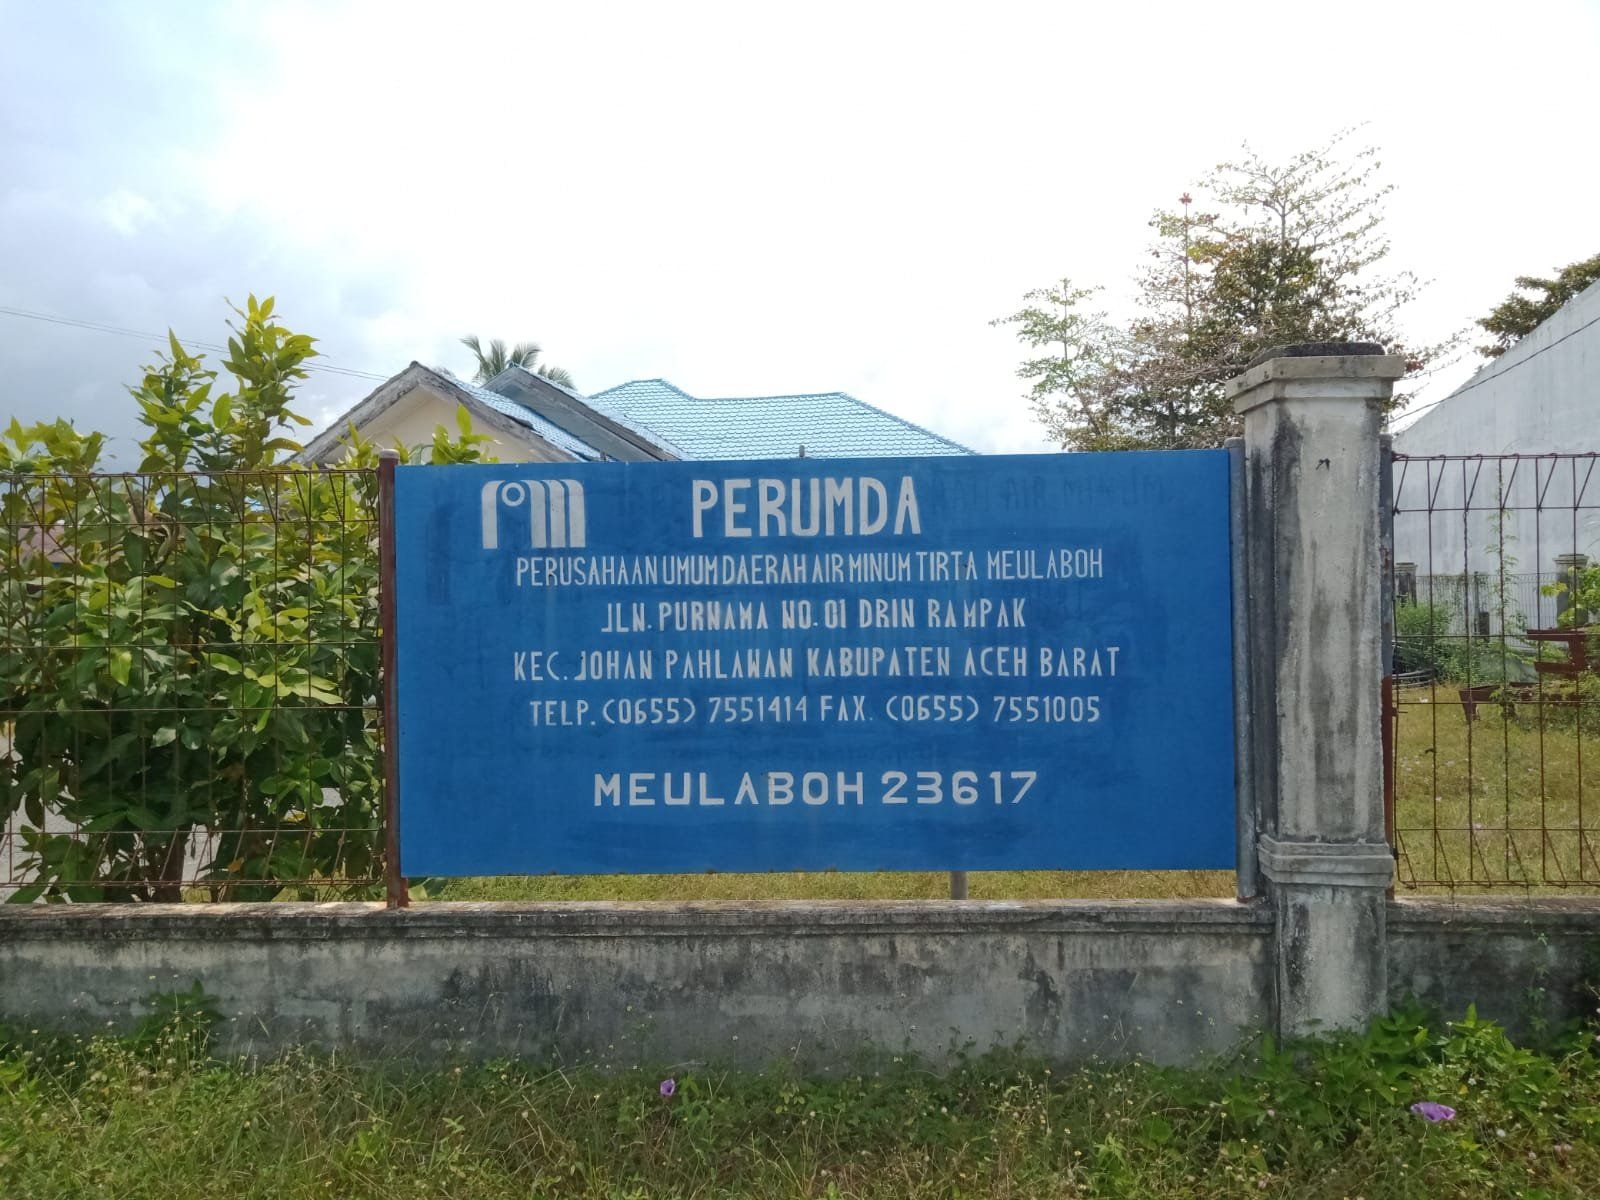 PERUMDA
PERUSAHAAN UMUM DAERAH AIR MINUM TIRTA MEULABOH
JLN. PURNAMA NO. 01 DRIN RAMPAK
KEC. JOHAN PAHLAWAN KABUPATEN ACEH BARAT
TELP. (0655) 7551414 FAX. (0655) 7551005
MEULABOH 23617